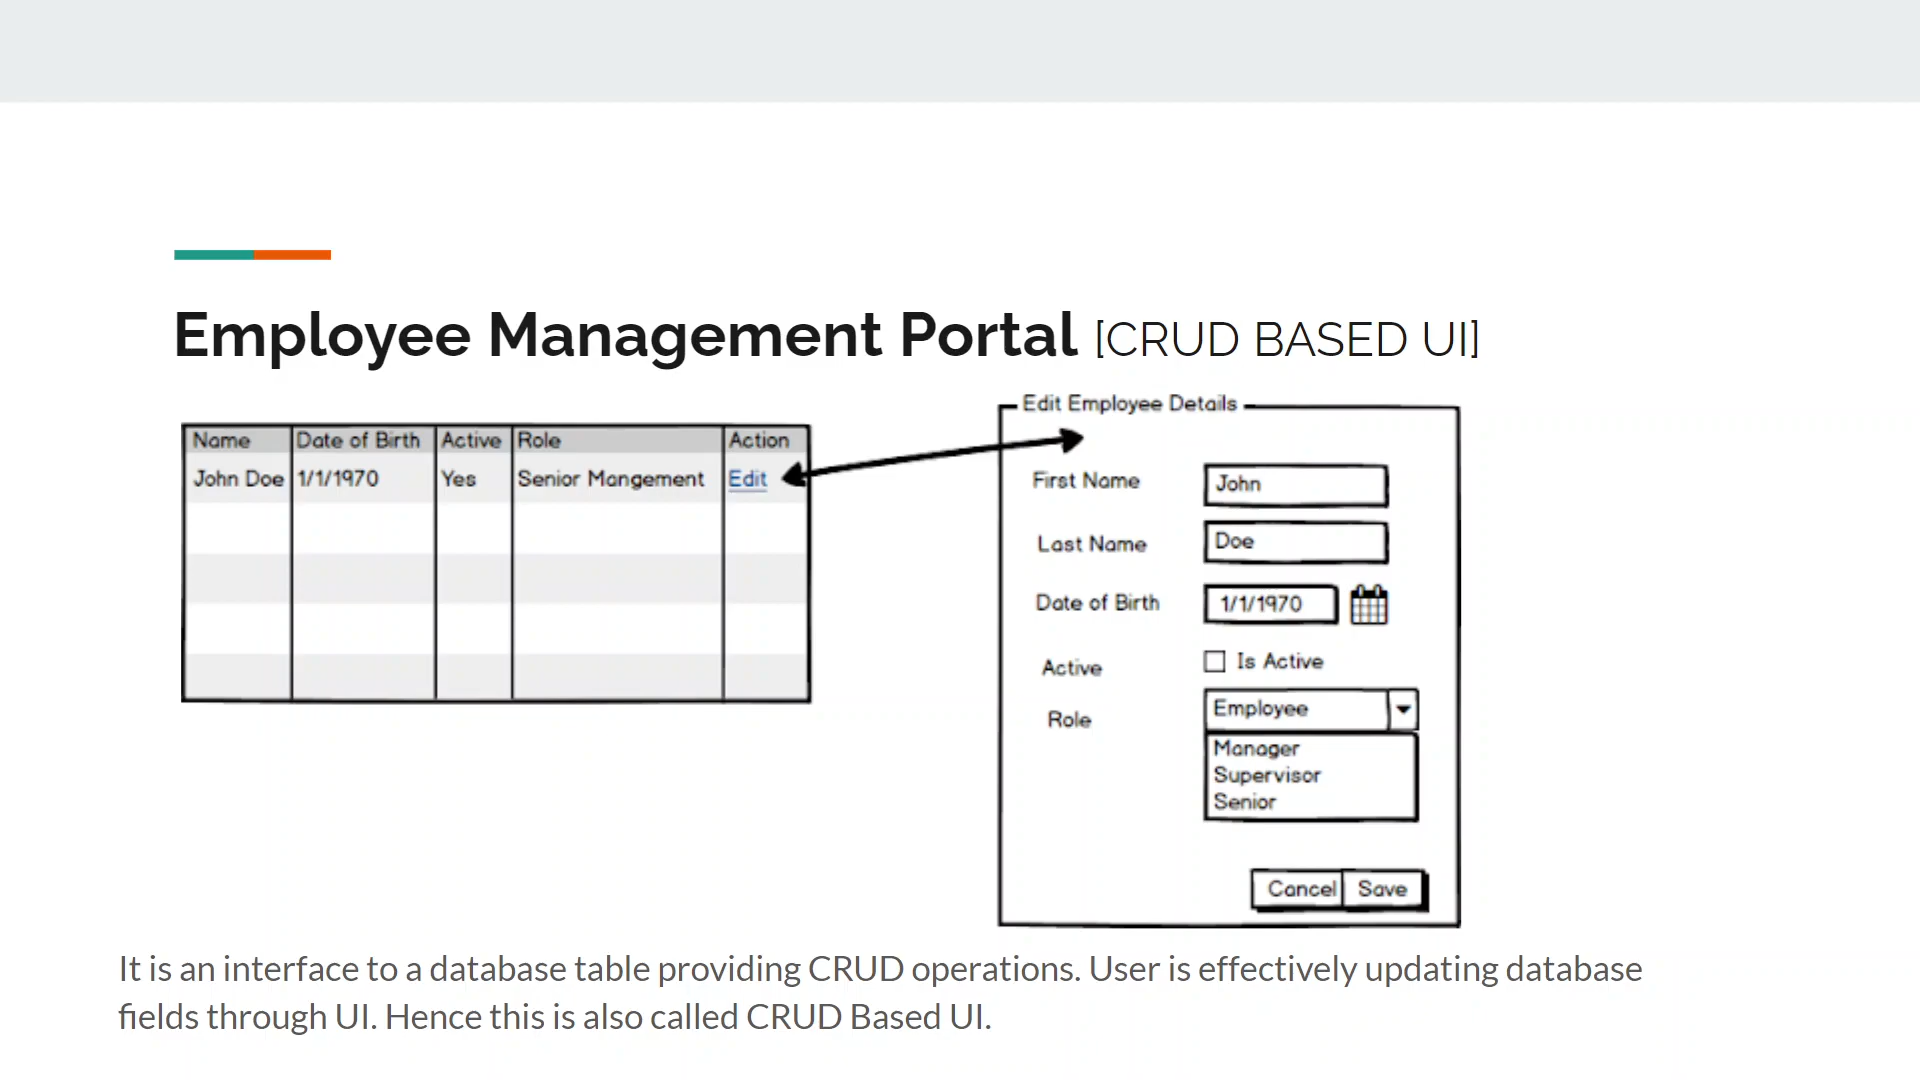 Employee Management Portal [CRUD BASED UI]
Name Date of Birth Active Role Action
John Doe 1/1/1970 Yes Senior Mangement Edit
Edit Employee Details
First Name John
Last Name Doe
Date of Birth 1/1/1970
Active Is Active
Role Employee
Manager
Supervisor
Senior
Cancel Save
It is an interface to a database table providing CRUD operations. User is effectively updating database
fields through UI. Hence this is also called CRUD Based UI.